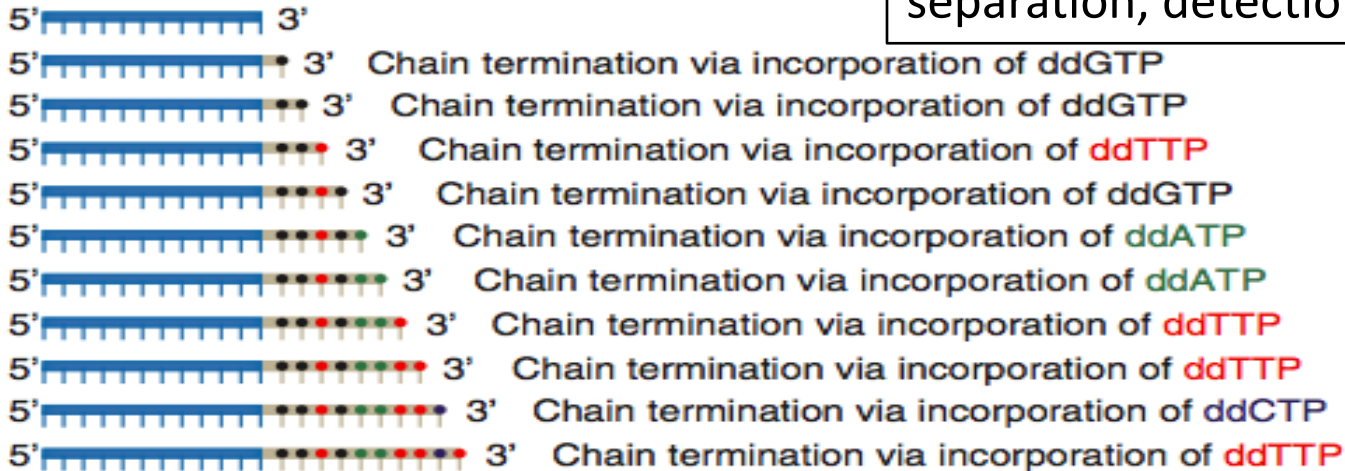 separation, detectio
5’ 3’
5’ 3’ Chain termination via incorporation of ddGTP
5’ 3’ Chain termination via incorporation of ddGTP
5’ 3’ Chain termination via incorporation of ddTTP
5’ 3’ Chain termination via incorporation of ddGTP
5’ 3’ Chain termination via incorporation of ddATP
5’ 3’ Chain termination via incorporation of ddATP
5’ 3’ Chain termination via incorporation of ddTTP
5’ 3’ Chain termination via incorporation of ddTTP
5’ 3’ Chain termination via incorporation of ddCTP
5’ 3’ Chain termination via incorporation of ddTTP